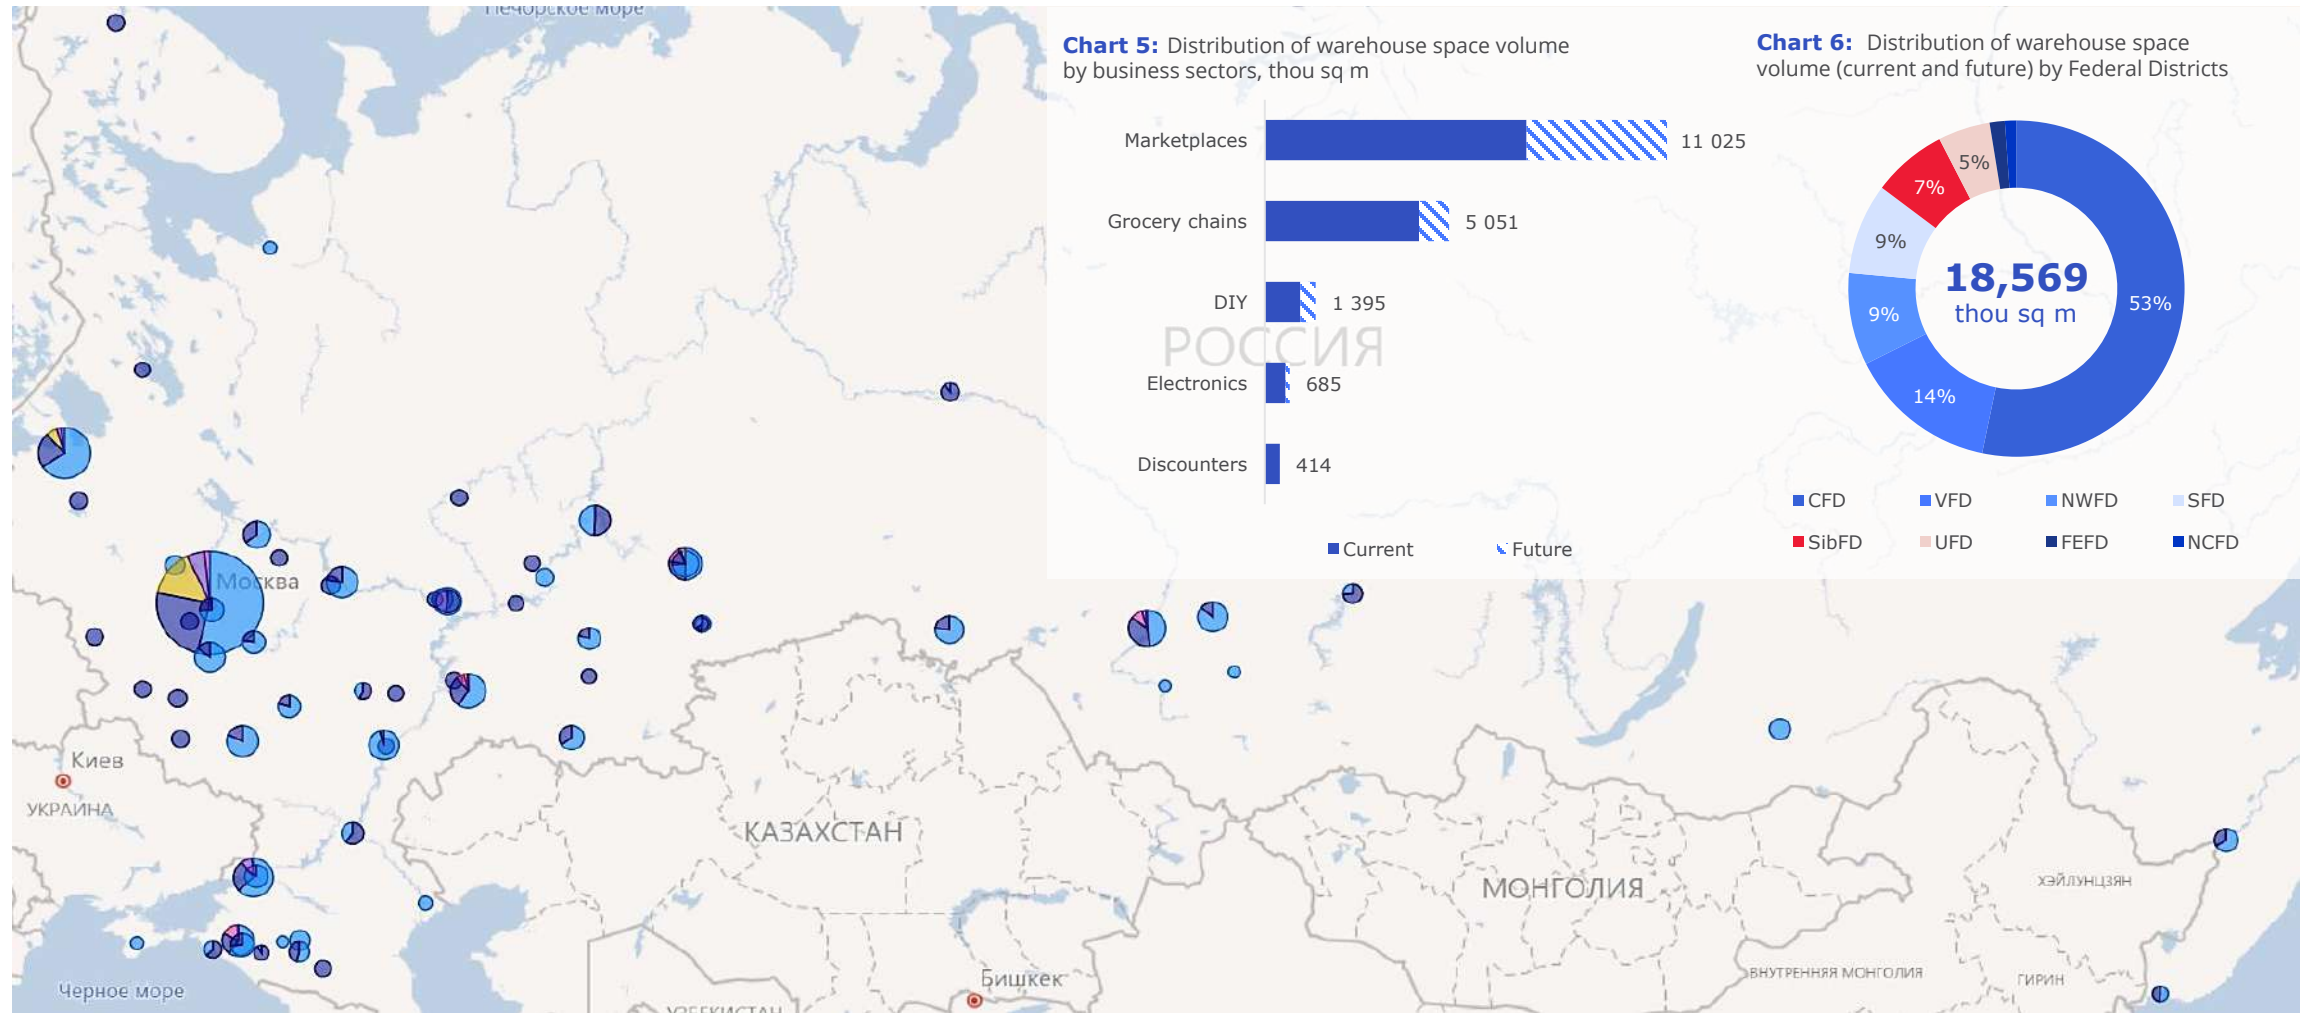 Печорское море
Chart 5: Distribution of warehouse space volume
by business sectors, thou sq m
Marketplaces
11 025
Grocery chains
5 051
DIY
1 395
РОССИЯ
Electronics
685
Discounters
414
Current
Future
Chart 6: Distribution of warehouse space
volume (current and future) by Federal Districts
5%
7%
9%
18,569
thou sq m
53%
9%
14%
CFD
VFD
NWFD
SFD
SibFD
UFD
FEFD
NCFD
Москва
Киев
УКРАИНА
КАЗАХСТАН
МОНГОЛИЯ
ХЭЙЛУНЦЗЯН
Черное море
Бишкек
ВНУТРЕННЯЯ МОНГОЛИЯ
ГИРИН
УЗБЕКИСТАН